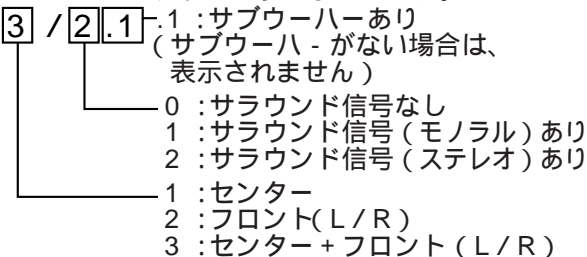 3 / 2 .1 .1 :サブウーハーあり
( サブウーハ - がない場合は、
表示されません )
0 :サラウンド信号なし
1 :サラウンド信号 ( モノラル ) あり
2 :サラウンド信号 ( ステレオ ) あり
1 :センター
2 :フロント( L / R )
3 :センター + フロント ( L / R )